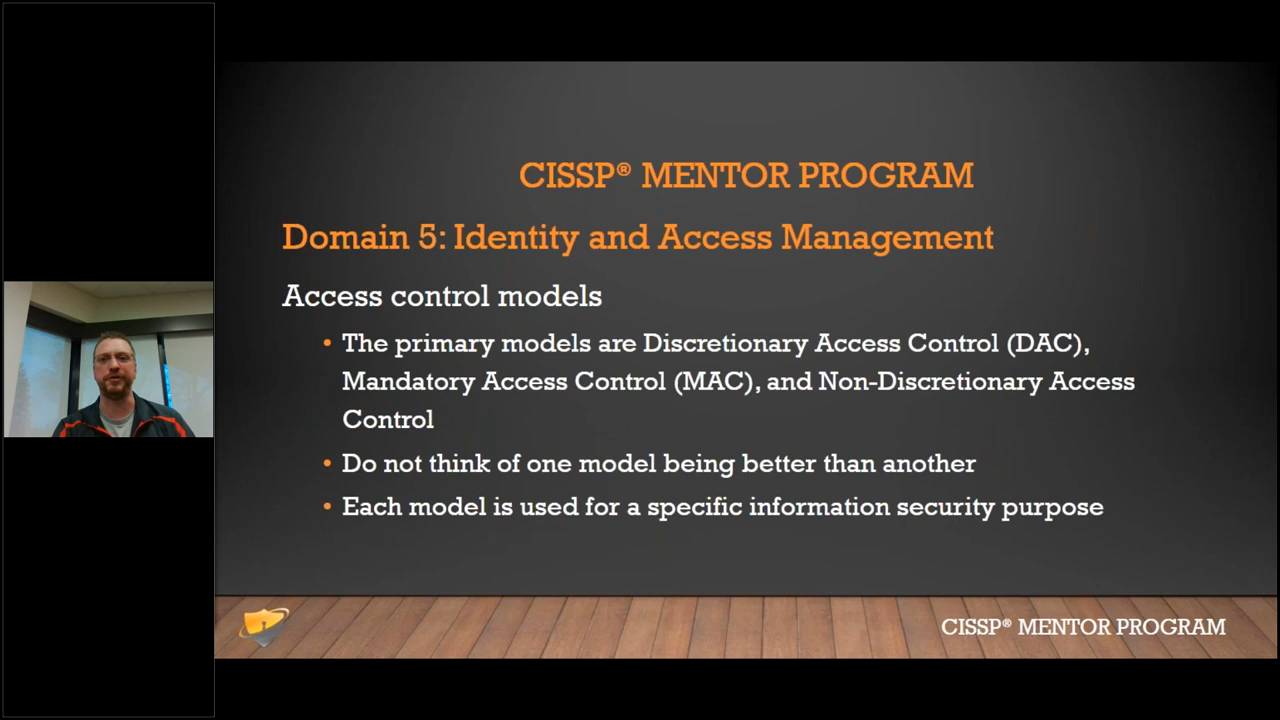 CISSP® MENTOR PROGRAM
Domain 5: Identity and Access Management
Access control models
• The primary models are Discretionary Access Control (DAC),
Mandatory Access Control (MAC), and Non-Discretionary Access
Control
• Do not think of one model being better than another
• Each model is used for a specific information security purpose
CISSP® MENTOR PROGRAM